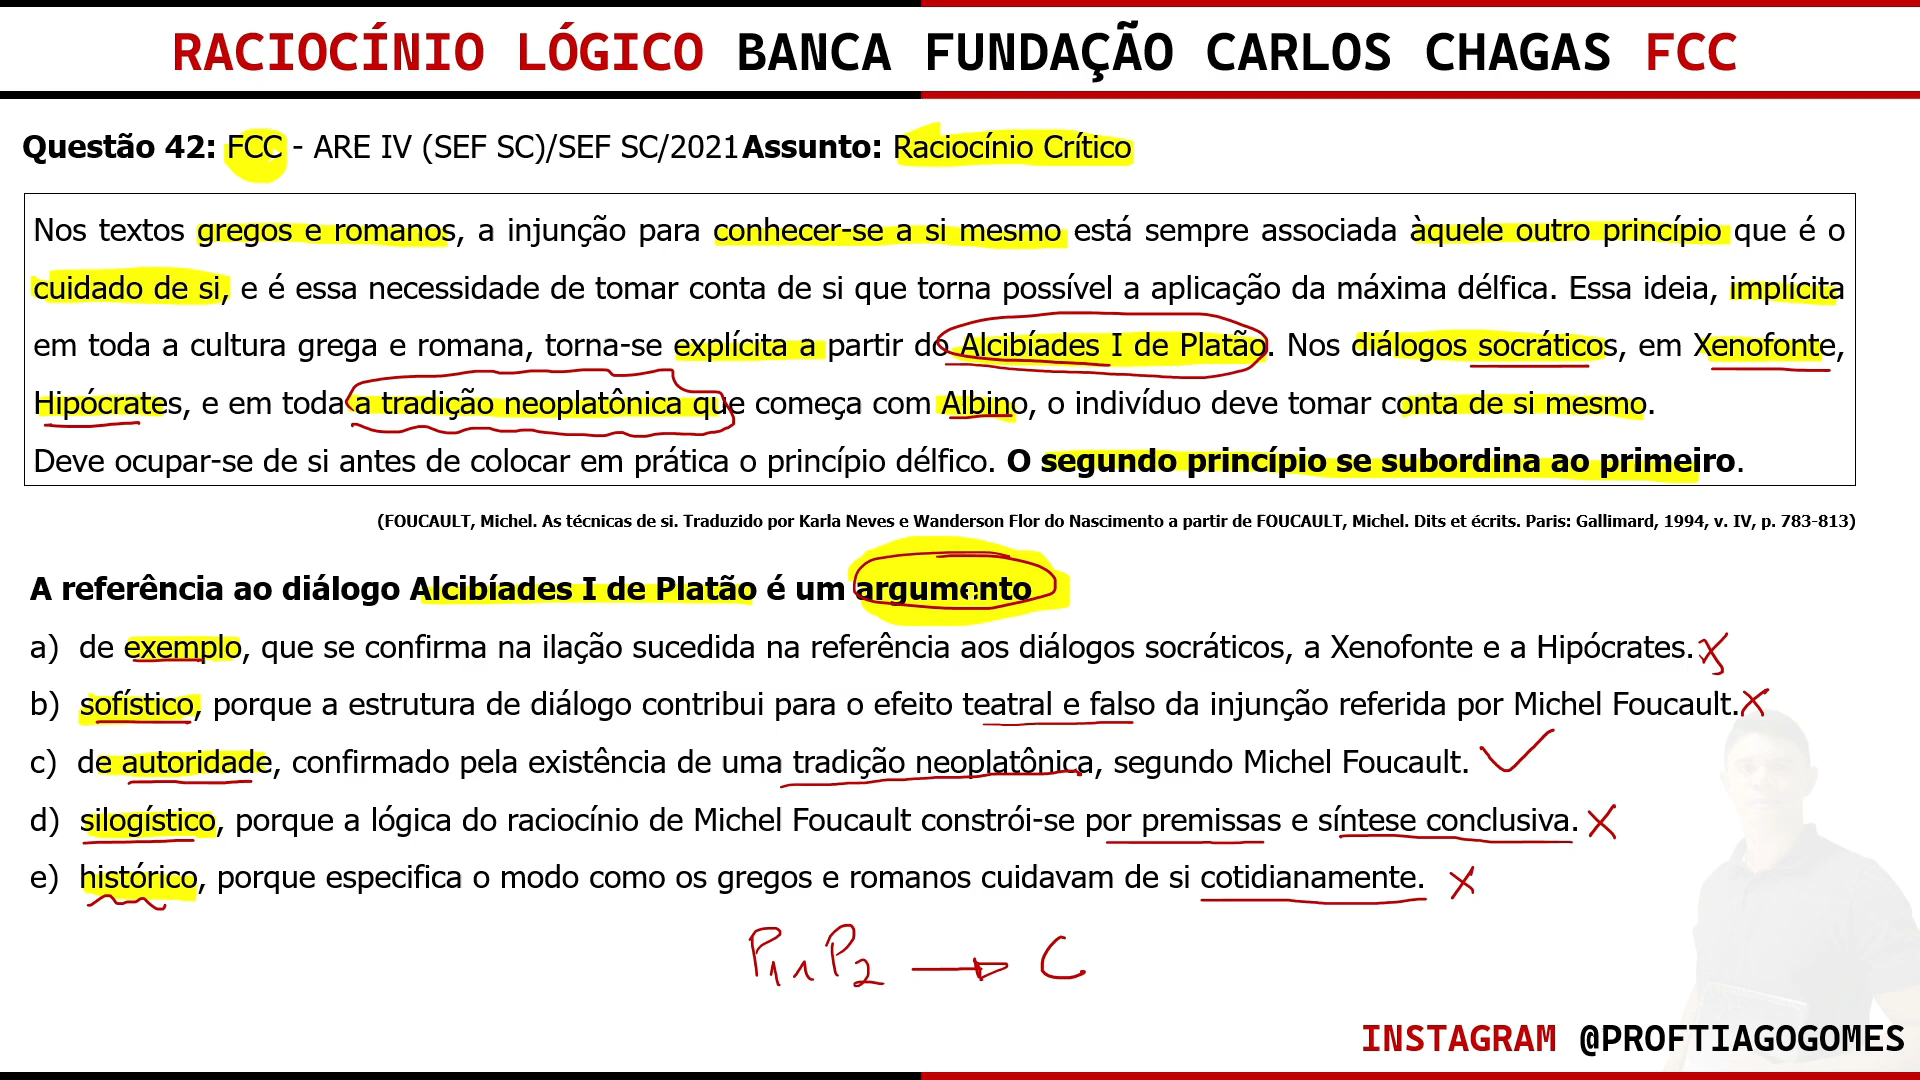 RACIOCÍNIO LÓGICO BANCA FUNDAÇÃO CARLOS CHAGAS FCC
Questão 42: FCC - ARE IV (SEF SC)/SEF SC/2021 Assunto: Raciocínio Crítico
Nos textos gregos e romanos, a injunção para conhecer-se a si mesmo está sempre associada àquele outro princípio que é o
cuidado de si, e é essa necessidade de tomar conta de si que torna possível a aplicação da máxima délfica. Essa ideia, implícita
em toda a cultura grega e romana, torna-se explícita a partir do Alcibíades I de Platão. Nos diálogos socráticos, em Xenofonte,
Hipócrates, e em toda a tradição neoplatônica que começa com Albino, o indivíduo deve tomar conta de si mesmo.
Deve ocupar-se de si antes de colocar em prática o princípio délfico. O segundo princípio se subordina ao primeiro.
(FOUCAULT, Michel. As técnicas de si. Traduzido por Karla Neves e Wanderson Flor do Nascimento a partir de FOUCAULT, Michel. Dits et écrits. Paris: Gallimard, 1994, v. IV, p. 783-813)
A referência ao diálogo Alcibíades I de Platão é um argumento
a) de exemplo, que se confirma na ilação sucedida na referência aos diálogos socráticos, a Xenofonte e a Hipócrates.
b) sofístico, porque a estrutura de diálogo contribui para o efeito teatral e falso da injunção referida por Michel Foucault.
c) de autoridade, confirmado pela existência de uma tradição neoplatônica, segundo Michel Foucault.
d) silogístico, porque a lógica do raciocínio de Michel Foucault constrói-se por premissas e síntese conclusiva.
e) histórico, porque especifica o modo como os gregos e romanos cuidavam de si cotidianamente.
P1 ∧ P2 → C
INSTAGRAM @PROFTIAGOGOMES